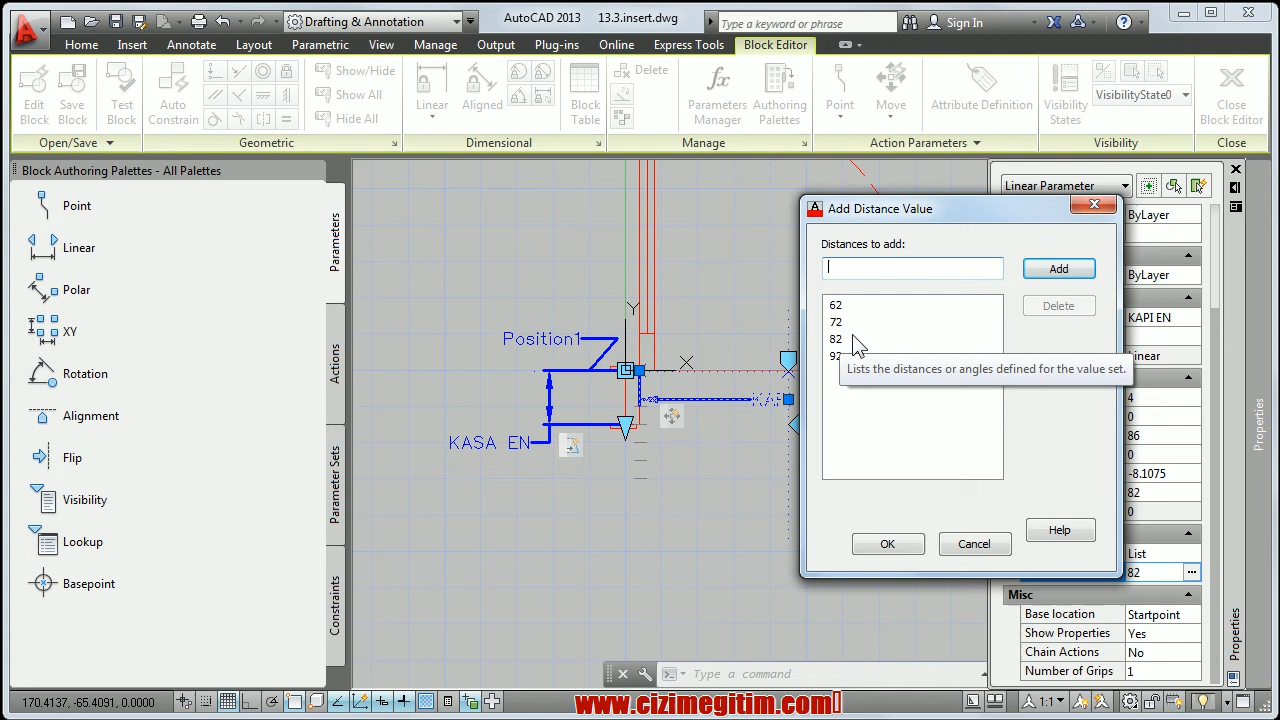 Drafting & Annotation
AutoCAD 2013 13.3.insert.dwg
Type a keyword or phrase
Sign In
Home Insert Annotate Layout Parametric View Manage Output Plug-ins Online Express Tools Block Editor
Edit Block
Save Block
Test Block
Auto Constr...
Show/Hide
Show All
Hide All
Linear
Aligned
Block Table
Delete
Parameters Manager
Authoring Palettes
Point
Move
Attribute Definition
Visibility States
VisibilityState0
Close Block Editor
Open/Save
Geometric
Dimensional
Manage
Action Parameters
Visibility
Close
Block Authoring Palettes - All Palettes
Point
Linear
Polar
XY
Rotation
Alignment
Flip
Visibility
Lookup
Basepoint
Parameters
Actions
Parameter Sets
Constraints
Position1
KASA EN
Y
X
Add Distance Value
Distances to add:
Add
62
72
82
92
Delete
Lists the distances or angles defined for the value set.
OK
Cancel
Help
Linear Parameter
ByLayer
ByLayer
KAPI EN
Linear
4
0
86
0
-8.1075
82
0
List
82
Misc
Base location Startpoint
Show Properties Yes
Chain Actions No
Number of Grips 1
Properties
Properties
Type a command
170.4137, -65.4091, 0.0000
1:1
www.cizimegitim.com